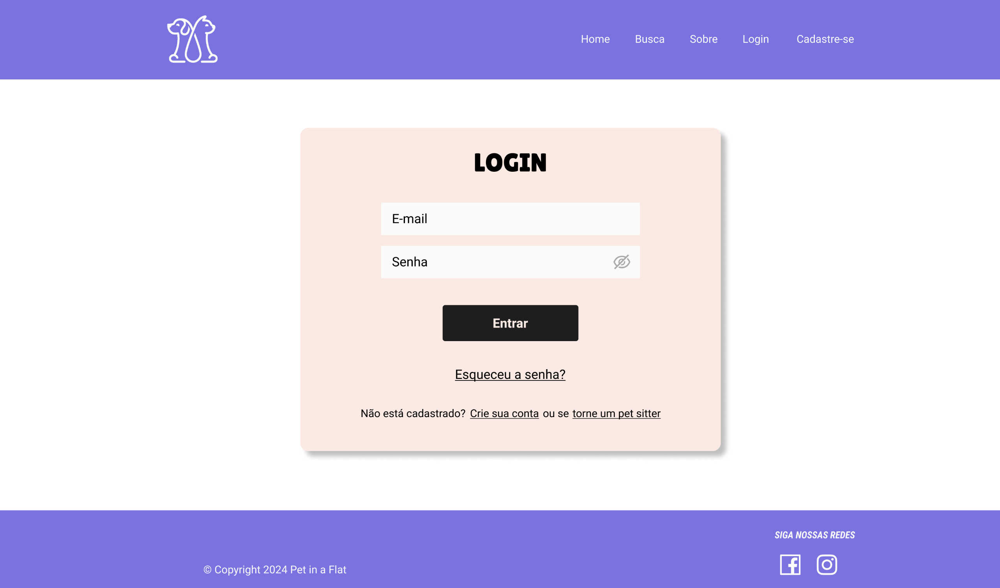 Home Busca Sobre Login Cadastre-se
LOGIN
E-mail
Senha
Entrar
Esqueceu a senha?
Não está cadastrado? Crie sua conta ou se torne um pet sitter
SIGA NOSSAS REDES
© Copyright 2024 Pet in a Flat